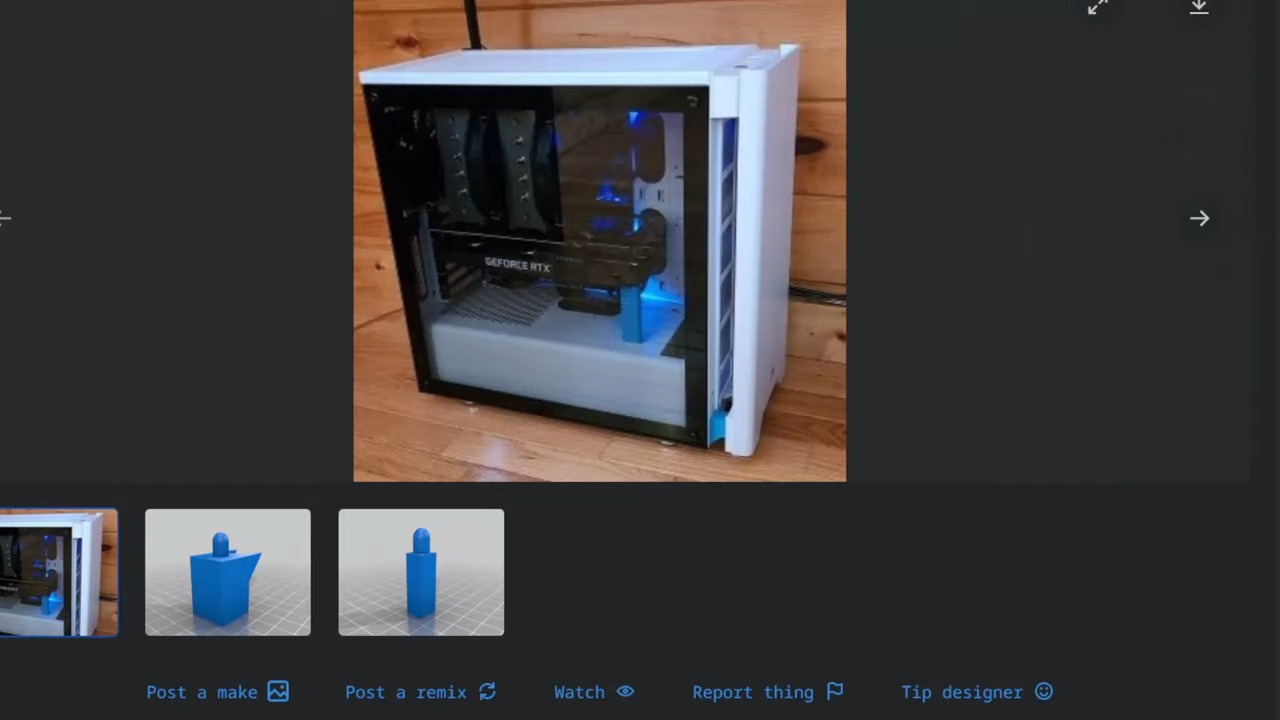 GEFORCE RTX
Post a make
Post a remix
Watch
Report thing
Tip designer